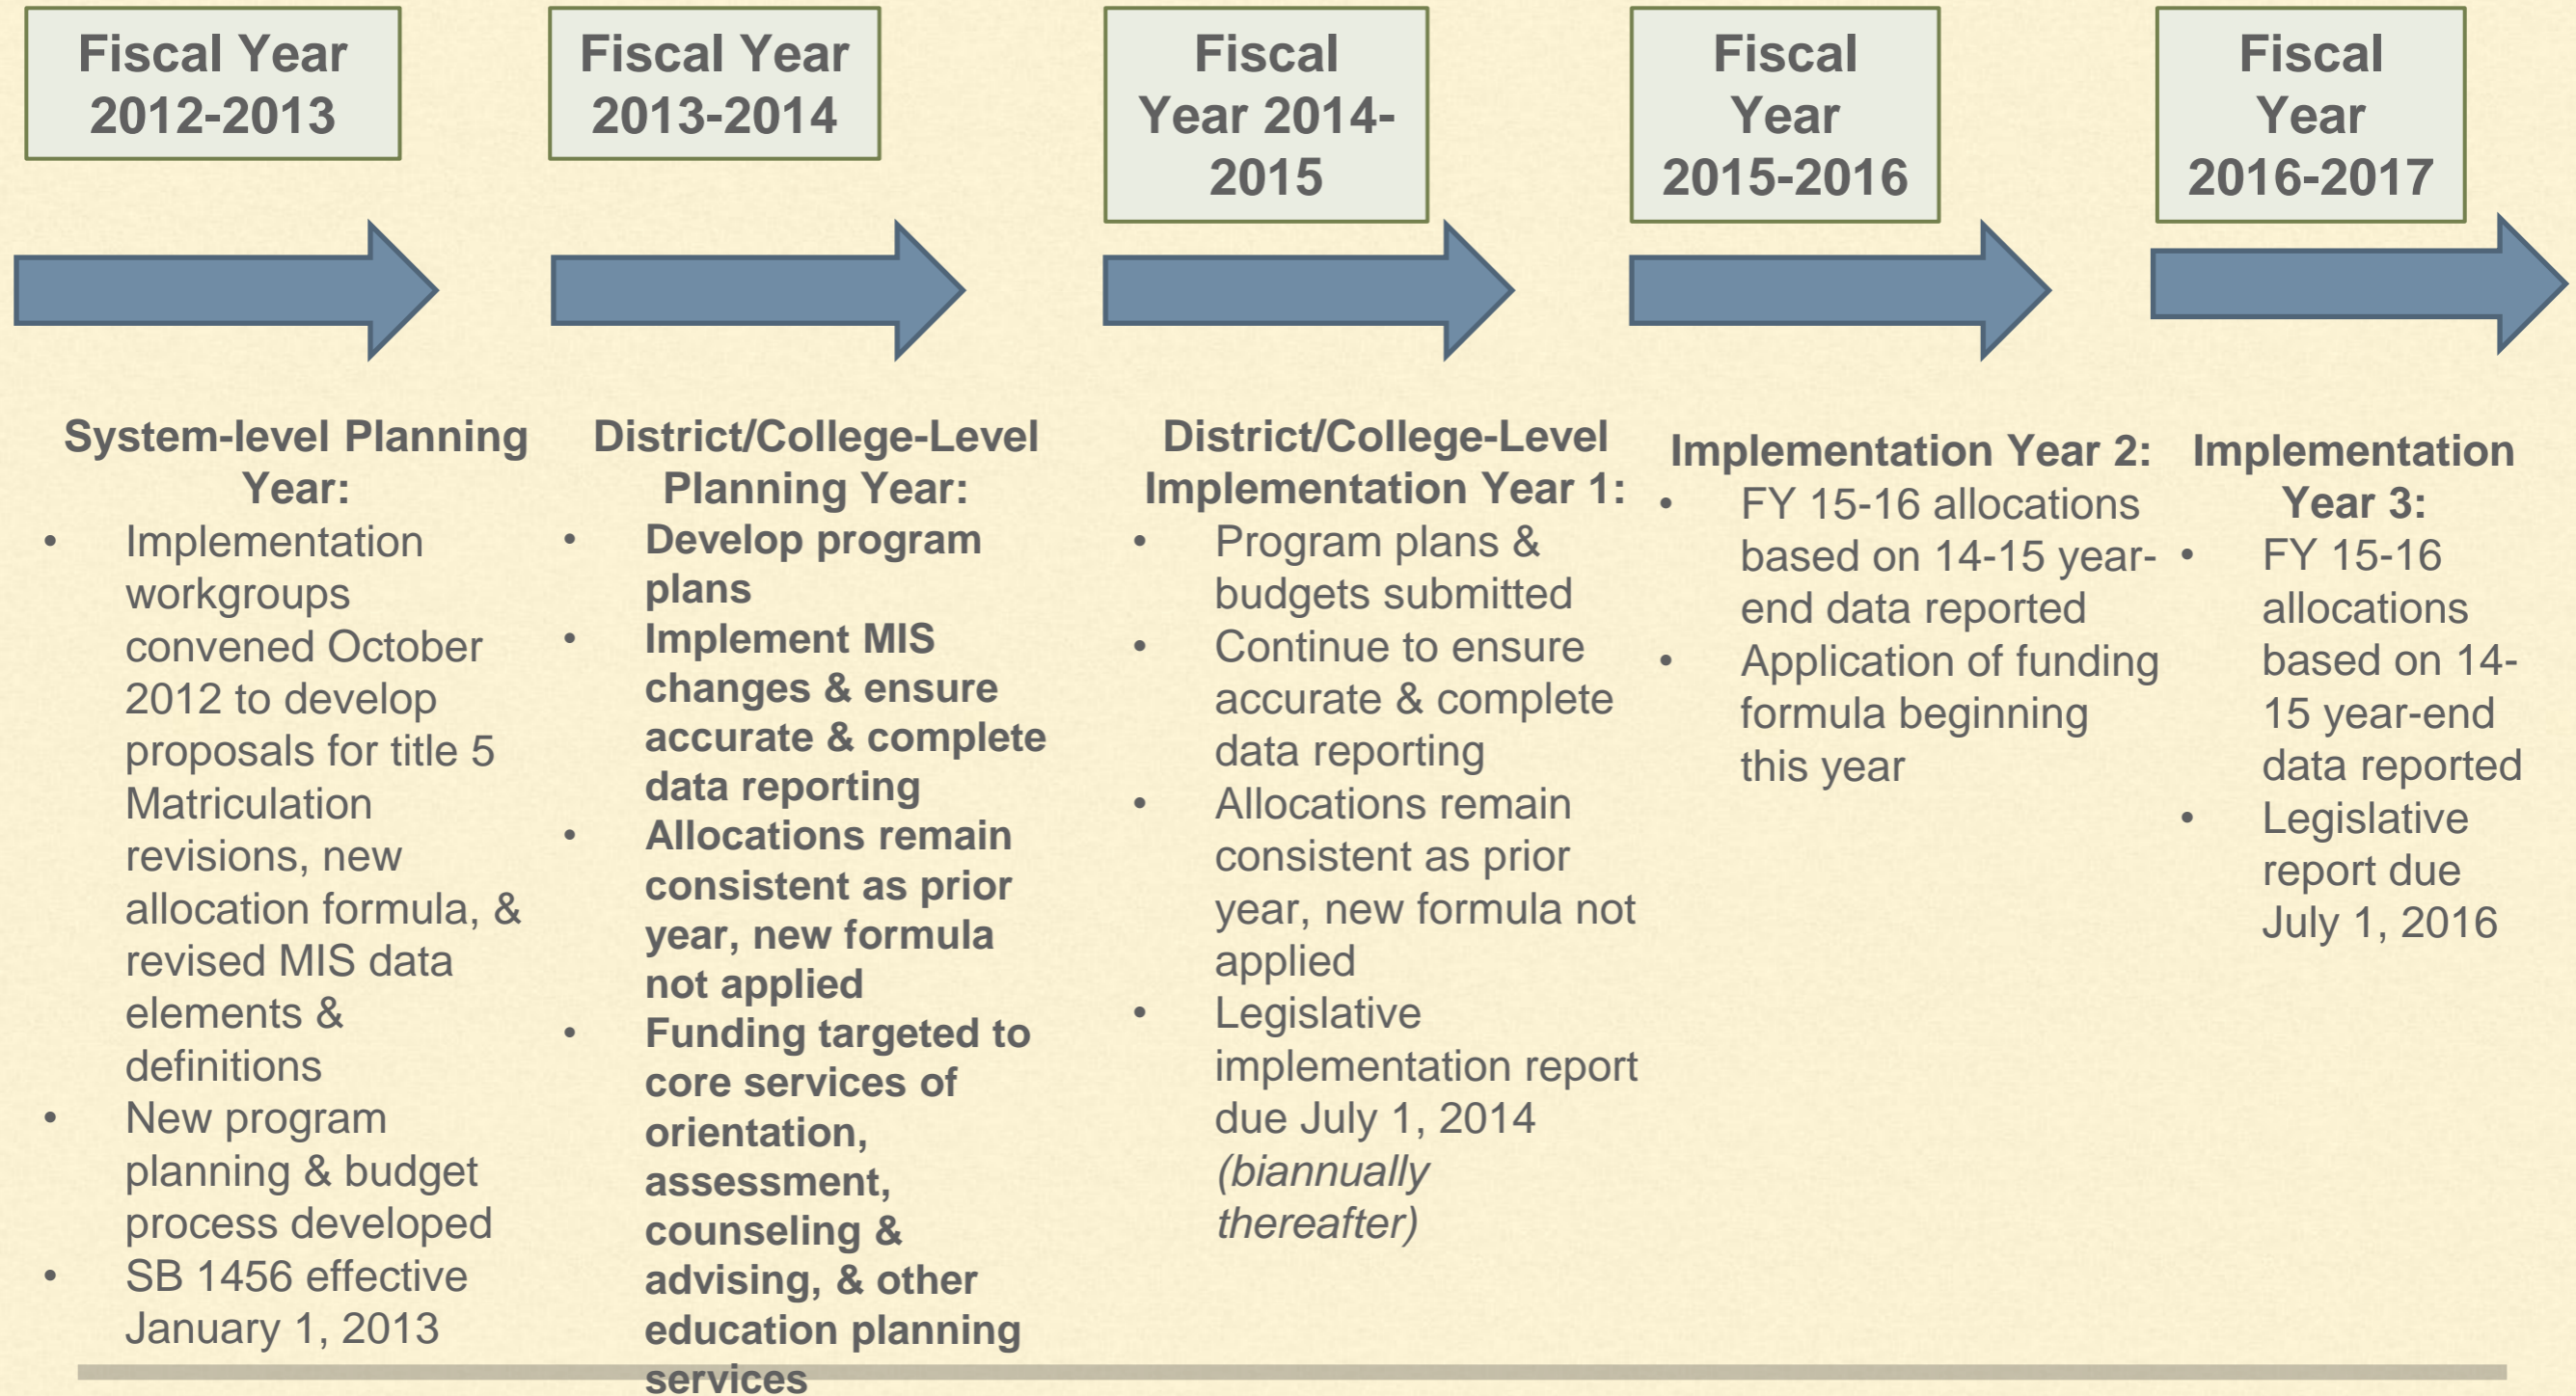 Fiscal Year
2012-2013
Fiscal Year
2013-2014
Fiscal
Year 2014-
2015
Fiscal
Year
2015-2016
Fiscal
Year
2016-2017
System-level Planning
Year:
• Implementation
workgroups
convened October
2012 to develop
proposals for title 5
Matriculation
revisions, new
allocation formula, &
revised MIS data
elements &
definitions
• New program
planning & budget
process developed
• SB 1456 effective
January 1, 2013
District/College-Level
Planning Year:
• Develop program
plans
• Implement MIS
changes & ensure
accurate & complete
data reporting
• Allocations remain
consistent as prior
year, new formula
not applied
• Funding targeted to
core services of
orientation,
assessment,
counseling &
advising, & other
education planning
services
District/College-Level
Implementation Year 1:
• Program plans &
budgets submitted
• Continue to ensure
accurate & complete
data reporting
• Allocations remain
consistent as prior
year, new formula not
applied
• Legislative
implementation report
due July 1, 2014
(biannually
thereafter)
Implementation Year 2:
• FY 15-16 allocations
based on 14-15 year-
end data reported
• Application of funding
formula beginning
this year
Implementation
Year 3:
• FY 15-16
allocations
based on 14-
15 year-end
data reported
• Legislative
report due
July 1, 2016